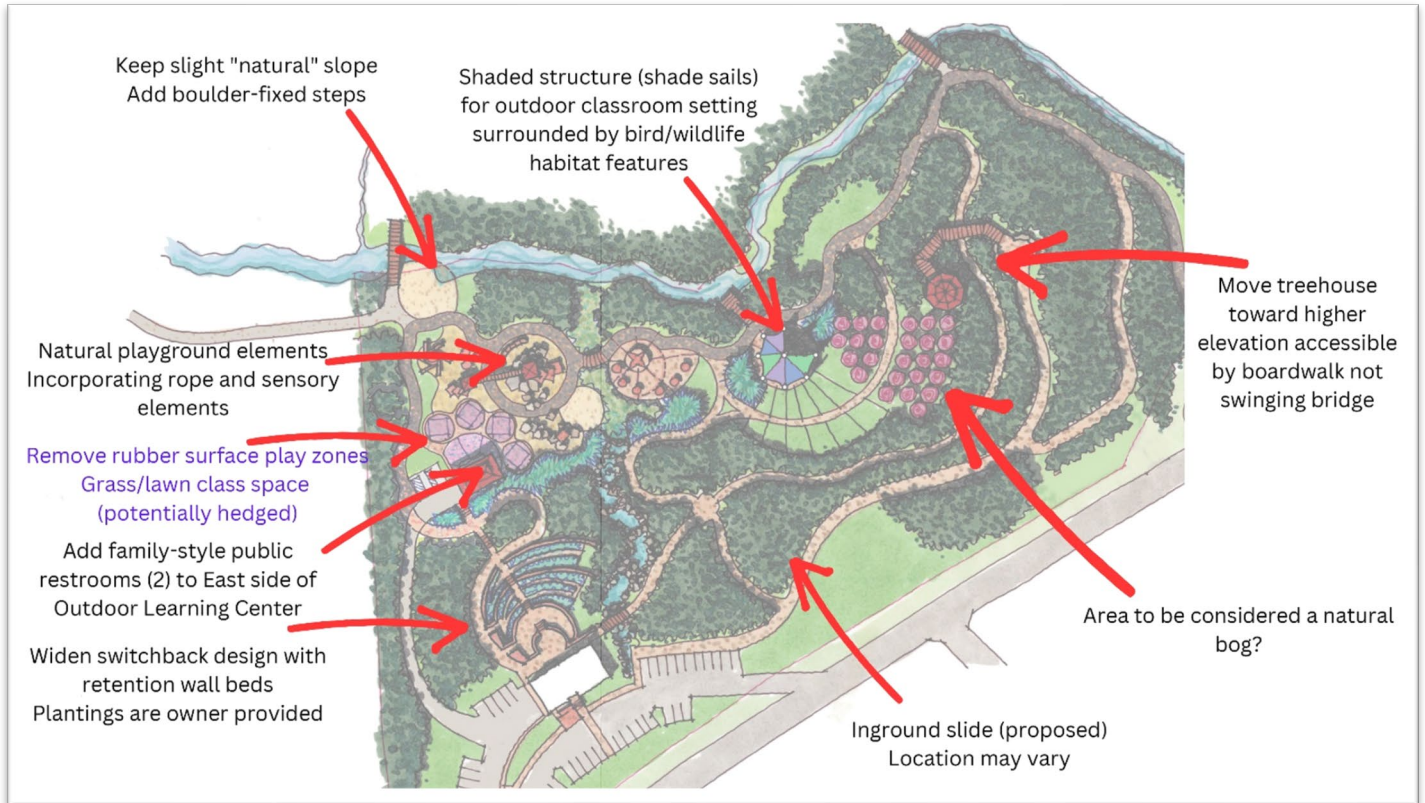 Keep slight "natural" slope
Add boulder-fixed steps
Shaded structure (shade sails)
for outdoor classroom setting
surrounded by bird/wildlife
habitat features
Move treehouse
toward higher
elevation accessible
by boardwalk not
swinging bridge
Natural playground elements
Incorporating rope and sensory
elements
Remove rubber surface play zones
Grass/lawn class space
(potentially hedged)
Add family-style public
restrooms (2) to East side of
Outdoor Learning Center
Widen switchback design with
retention wall beds
Plantings are owner provided
Area to be considered a natural
bog?
Inground slide (proposed)
Location may vary